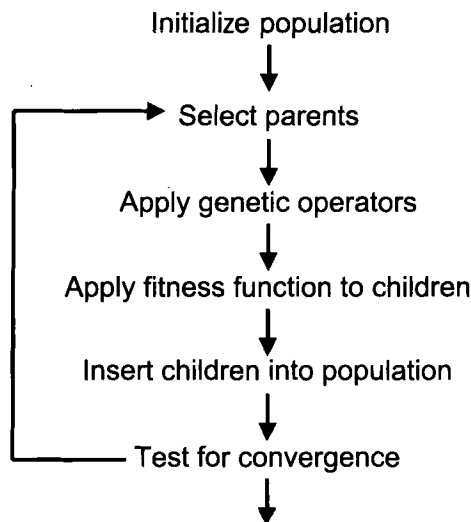 Initialize population
Select parents
Apply genetic operators
Apply fitness function to children
Insert children into population
Test for convergence